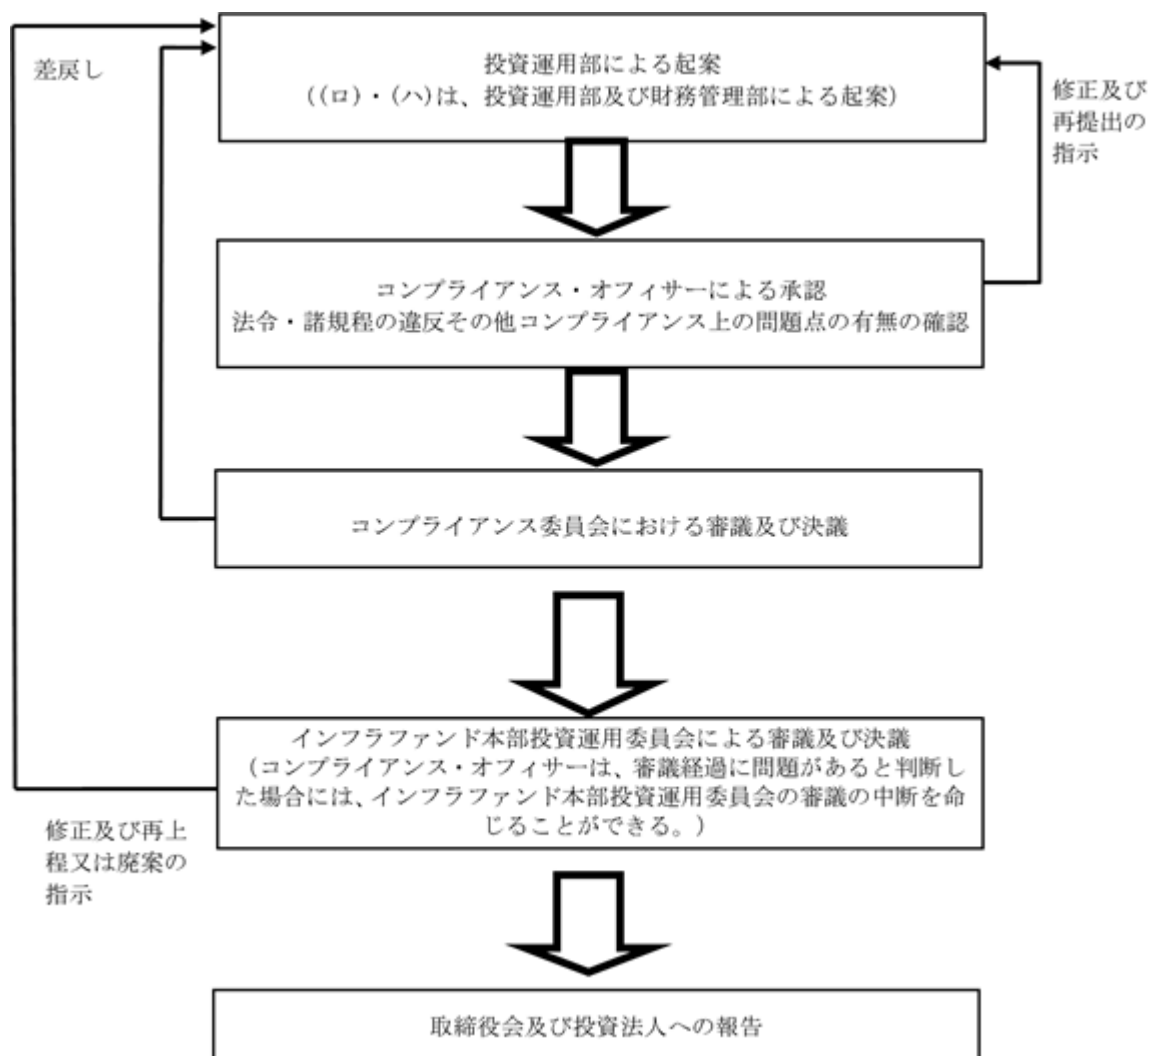 差戻し
投資運用部による起案
((ロ)・(ハ)は、投資運用部及び財務管理部による起案)
修正及び
再提出の
指示
コンプライアンス・オフィサーによる承認
法令・諸規程の違反その他コンプライアンス上の問題点の有無の確認
コンプライアンス委員会における審議及び決議
インフラファンド本部投資運用委員会による審議及び決議
(コンプライアンス・オフィサーは、審議経過に問題があると判断し
た場合には、インフラファンド本部投資運用委員会の審議の中断を命
じることができる。)
修正及び再上
程又は廃案の
指示
取締役会及び投資法人への報告